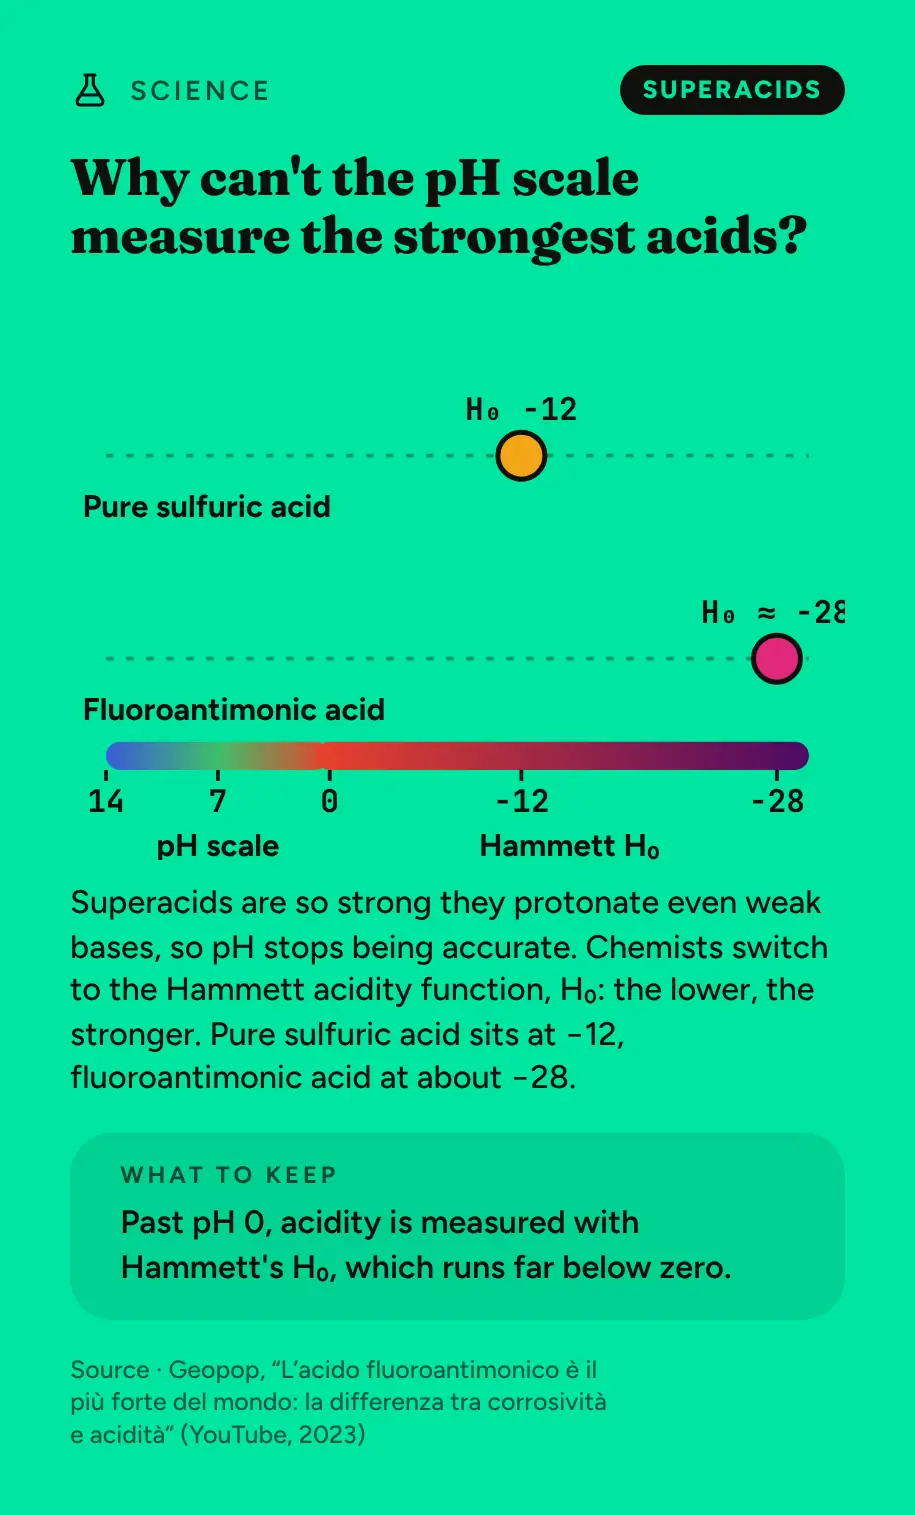 SCIENCE
SUPERACIDS
Why can't the pH scale
measure the strongest acids?
H₀ -12
Pure sulfuric acid
H₀ ≈ -28
Fluoroantimonic acid
14 7 0 -12 -28
pH scale Hammett H₀
Superacids are so strong they protonate even weak
bases, so pH stops being accurate. Chemists switch
to the Hammett acidity function, H₀: the lower, the
stronger. Pure sulfuric acid sits at −12,
fluoroantimonic acid at about −28.
WHAT TO KEEP
Past pH 0, acidity is measured with
Hammett's H₀, which runs far below zero.
Source · Geopop, “L’acido fluoroantimonico è il
più forte del mondo: la differenza tra corrosività
e acidità” (YouTube, 2023)